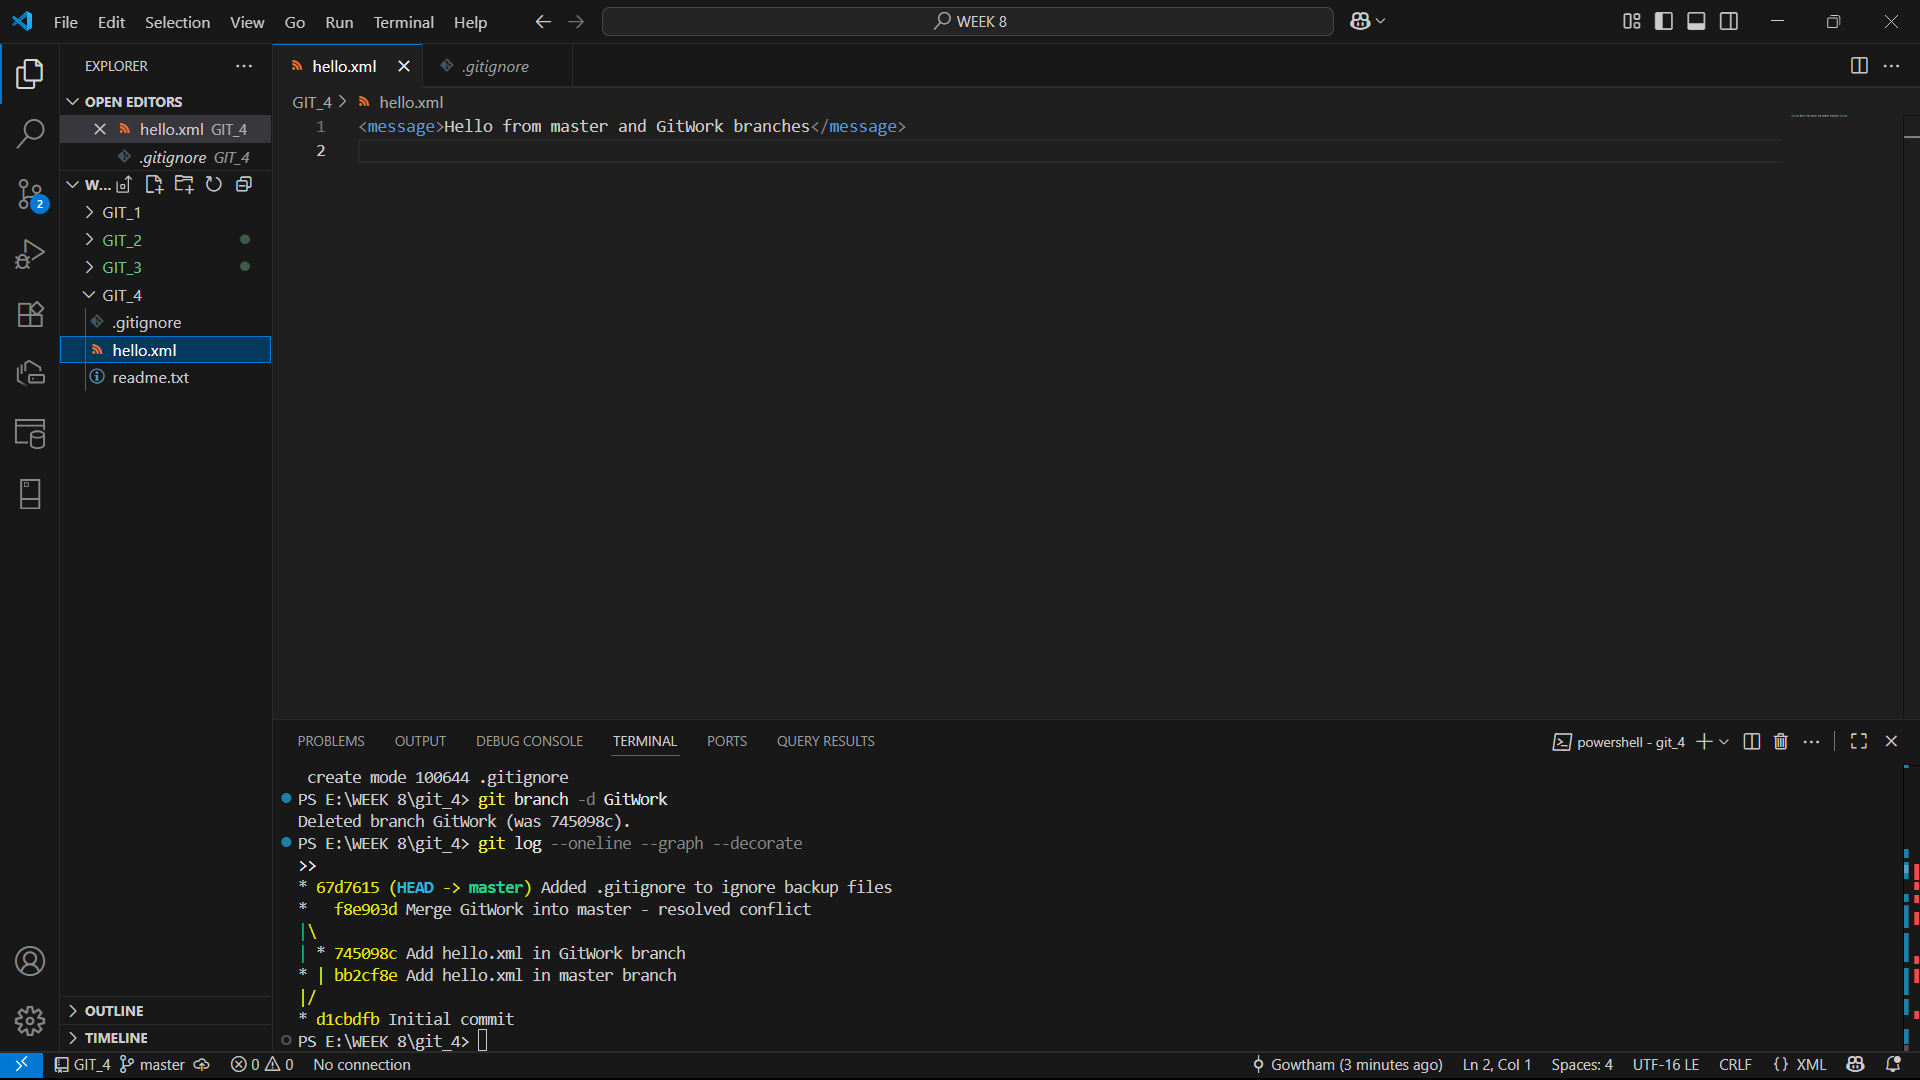 File Edit Selection View Go Run Terminal Help
WEEK 8
EXPLORER
OPEN EDITORS
hello.xml GIT_4
.gitignore GIT_4
W...
GIT_1
GIT_2
GIT_3
GIT_4
.gitignore
hello.xml
readme.txt
OUTLINE
TIMELINE
2
hello.xml
.gitignore
GIT_4 > hello.xml
1 <message>Hello from master and GitWork branches</message>
2
PROBLEMS OUTPUT DEBUG CONSOLE TERMINAL PORTS QUERY RESULTS
powershell - git_4
create mode 100644 .gitignore
PS E:\WEEK 8\git_4> git branch -d GitWork
Deleted branch GitWork (was 745098c).
PS E:\WEEK 8\git_4> git log --oneline --graph --decorate
>>
* 67d7615 (HEAD -> master) Added .gitignore to ignore backup files
*   f8e903d Merge GitWork into master - resolved conflict
|\
| * 745098c Add hello.xml in GitWork branch
* | bb2cf8e Add hello.xml in master branch
|/
* d1cbdfb Initial commit
PS E:\WEEK 8\git_4>
GIT_4 master 0 0 No connection Gowtham (3 minutes ago) Ln 2, Col 1 Spaces: 4 UTF-16 LE CRLF {} XML